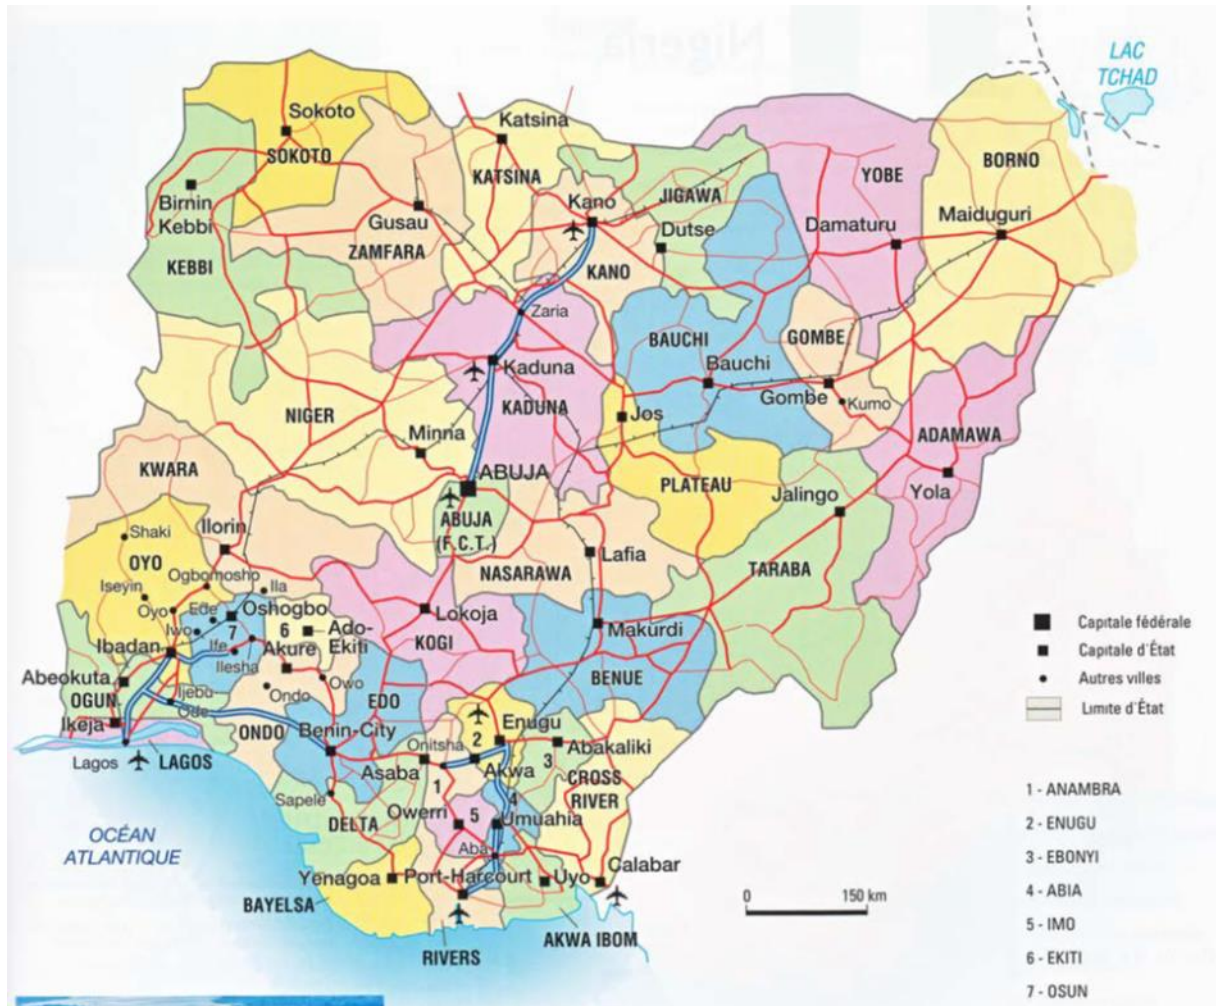 LAC
TCHAD
Sokoto
SOKOTO
Katsina
KATSINA
BORNO
YOBE
Birnin
Kebbi
KEBBI
Gusau
ZAMFARA
Kano
KANO
JIGAWA
Dutse
Damaturu
Maiduguri
Zaria
BAUCHI
Bauchi
GOMBE
Gombe
Kumo
Kaduna
KADUNA
NIGER
Minna
Jos
ADAMAWA
Yola
KWARA
ABUJA
ABUJA
(F.C.T.)
PLATEAU
Jalingo
Shaki
Ilorin
OYO
Lafia
NASARAWA
TARABA
Iseyin
Ogbomosho
Ila
Oyo
Ede
Oshogbo
Iwo
7
6
Ado-
Ekiti
Lokoja
KOGI
Makurdi
Ibadan
Ife
Akure
Ilesha
Abeokuta
OGUN
Ijebu
Ode
Ondo
Owo
EDO
BENUE
Ikeja
Lagos
LAGOS
ONDO
Benin-City
Onitsha
2
Enugu
Abakaliki
Asaba
Akwa
3
CROSS
RIVER
1
Sapele
DELTA
Owerri
5
4
Umuahia
Aba
OCÉAN
ATLANTIQUE
Yenagoa
Port-Harcourt
Uyo
Calabar
BAYELSA
RIVERS
AKWA IBOM
Capitale fédérale
Capitale d'État
Autres villes
Limite d'État
0 150 km
1 - ANAMBRA
2 - ENUGU
3 - EBONYI
4 - ABIA
5 - IMO
6 - EKITI
7 - OSUN